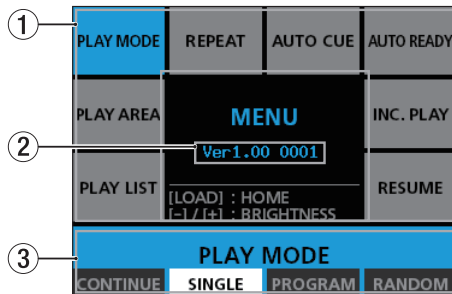 1
PLAY MODE REPEAT AUTO CUE AUTO READY
PLAY AREA MENU INC. PLAY
2
Ver1.00 0001
PLAY LIST RESUME
[LOAD] : HOME
[-] / [+] : BRIGHTNESS
3
PLAY MODE
CONTINUE SINGLE PROGRAM RANDOM